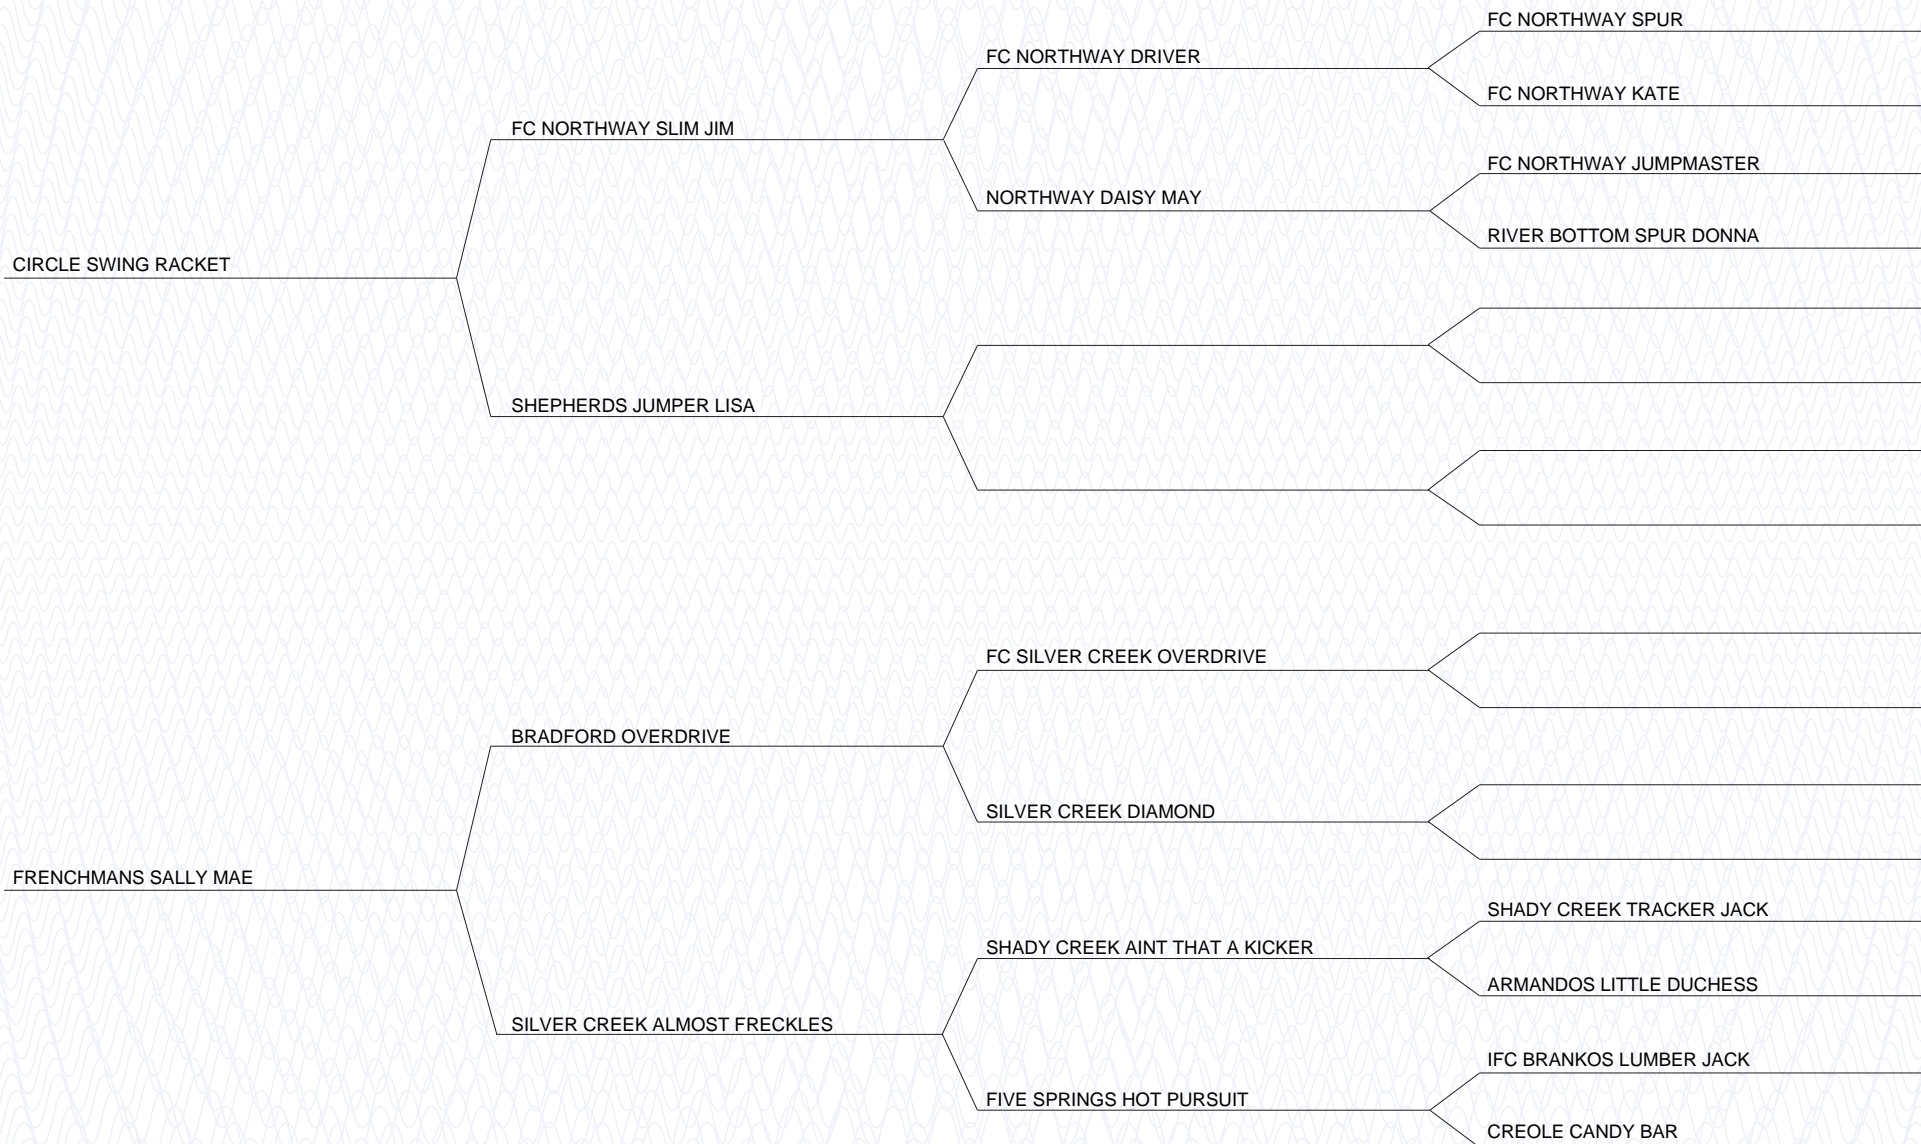 FC NORTHWAY SPUR
FC NORTHWAY DRIVER
FC NORTHWAY KATE
FC NORTHWAY SLIM JIM
FC NORTHWAY JUMPMASTER
NORTHWAY DAISY MAY
RIVER BOTTOM SPUR DONNA
CIRCLE SWING RACKET
SHEPHERDS JUMPER LISA
FC SILVER CREEK OVERDRIVE
BRADFORD OVERDRIVE
SILVER CREEK DIAMOND
FRENCHMANS SALLY MAE
SHADY CREEK TRACKER JACK
SHADY CREEK AINT THAT A KICKER
ARMANDOS LITTLE DUCHESS
SILVER CREEK ALMOST FRECKLES
IFC BRANKOS LUMBER JACK
FIVE SPRINGS HOT PURSUIT
CREOLE CANDY BAR